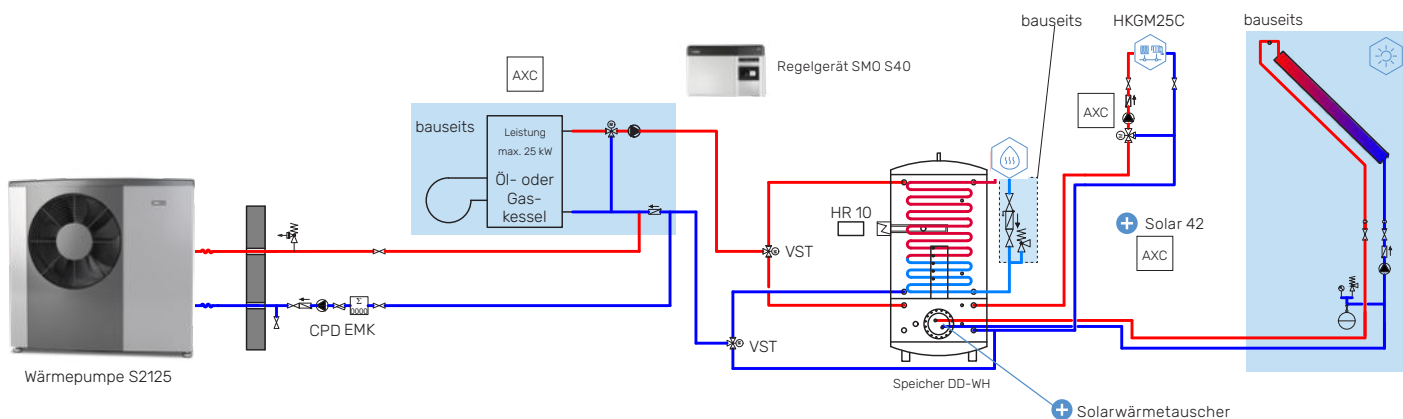 bauseits
HKGM25C
bauseits
AXC
Regelgerät SMO S40
AXC
bauseits
Leistung
max. 25 kW
Öl- oder
Gas-
kessel
HR 10
Solar 42
AXC
VST
Σ
0000
CPD EMK
VST
Wärmepumpe S2125
Speicher DD-WH
Solarwärmetauscher